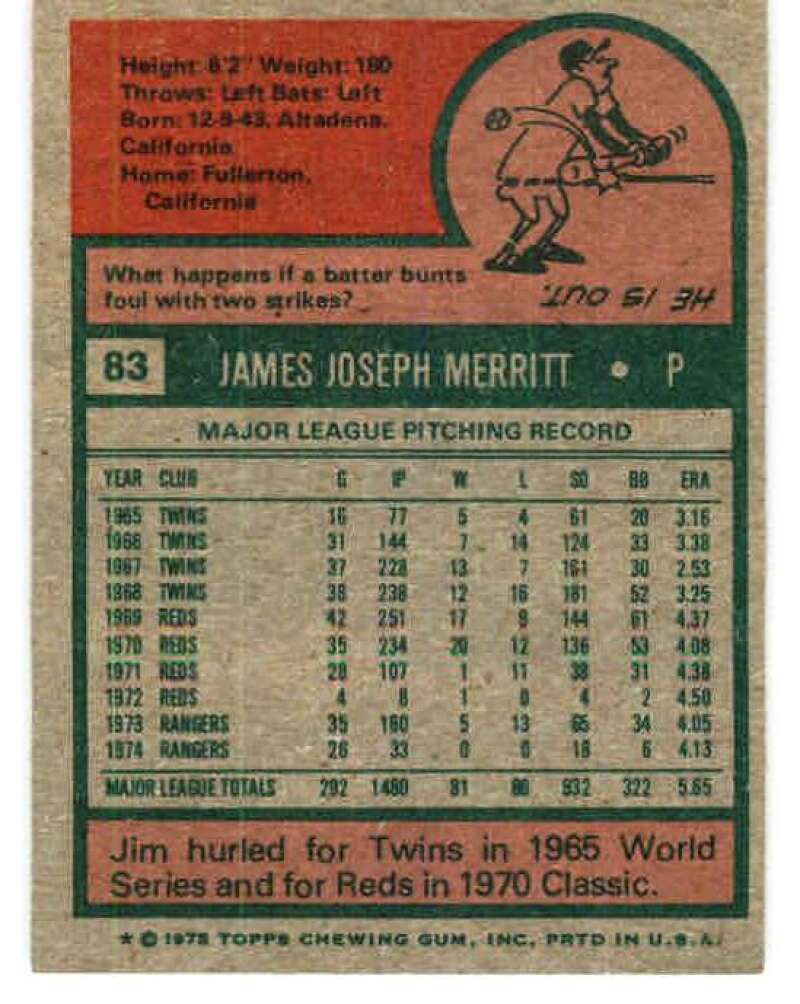 Height: 6'2" Weight: 180
Throws: Left Bats: Left
Born: 12-9-43, Altadena,
California
Home: Fullerton,
California
What happens if a batter bunts
foul with two strikes?
HE IS OUT.
83 JAMES JOSEPH MERRITT • P
MAJOR LEAGUE PITCHING RECORD
YEAR CLUB G IP W L SO BB ERA
1965 TWINS 16 77 5 4 61 20 3.16
1966 TWINS 31 144 7 14 124 33 3.38
1967 TWINS 37 228 13 7 161 30 2.53
1968 TWINS 38 238 12 16 181 52 3.25
1969 REDS 42 251 17 9 144 61 4.37
1970 REDS 35 234 20 12 136 53 4.08
1971 REDS 28 107 1 11 38 31 4.38
1972 REDS 4 8 1 0 4 2 4.50
1973 RANGERS 35 160 5 13 65 34 4.05
1974 RANGERS 26 33 0 0 18 6 4.13
MAJOR LEAGUE TOTALS 292 1480 81 86 932 322 5.65
Jim hurled for Twins in 1965 World
Series and for Reds in 1970 Classic.
* © 1975 TOPPS CHEWING GUM, INC. PRTD IN U.S.A.